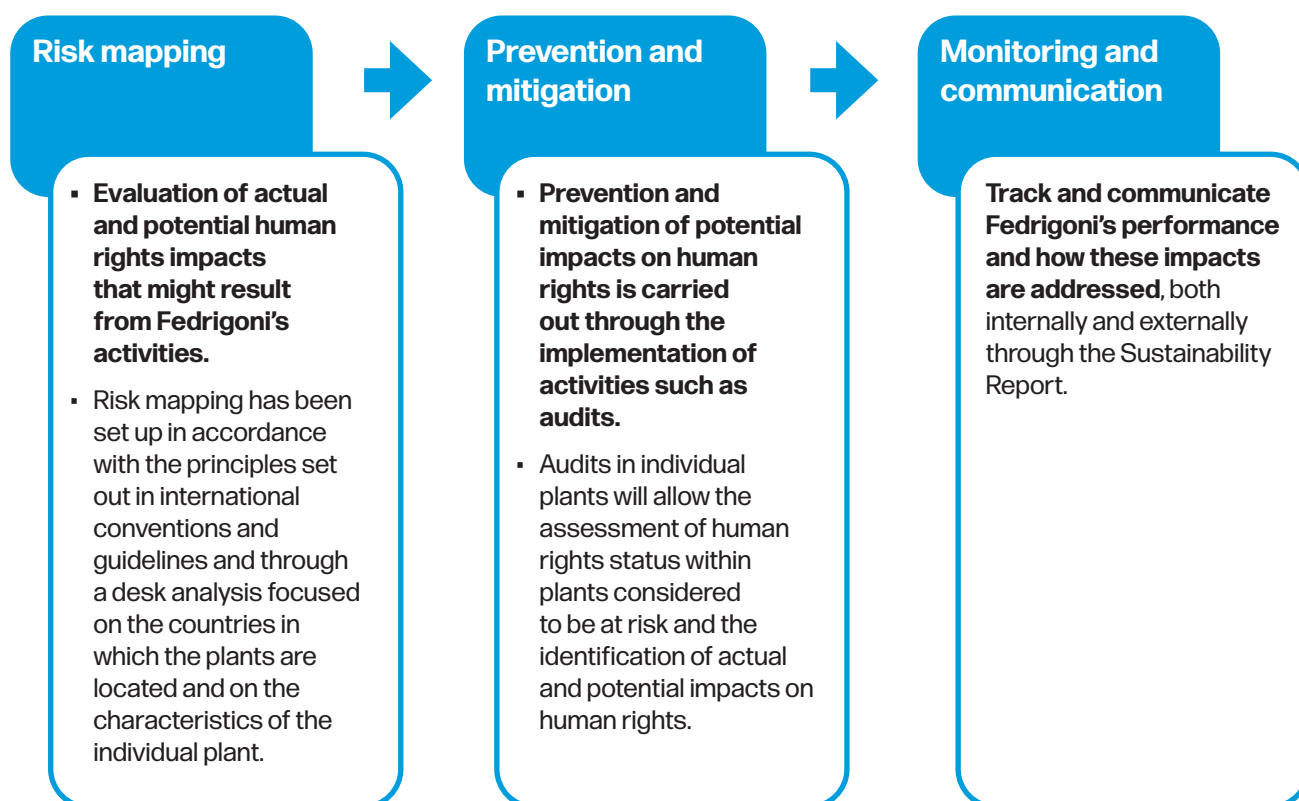 Risk mapping
▪ Evaluation of actual
and potential human
rights impacts
that might result
from Fedrigoni’s
activities.
▪ Risk mapping has been
set up in accordance
with the principles set
out in international
conventions and
guidelines and through
a desk analysis focused
on the countries in
which the plants are
located and on the
characteristics of the
individual plant.
Prevention and
mitigation
▪ Prevention and
mitigation of potential
impacts on human
rights is carried
out through the
implementation of
activities such as
audits.
▪ Audits in individual
plants will allow the
assessment of human
rights status within
plants considered
to be at risk and the
identification of actual
and potential impacts on
human rights.
Monitoring and
communication
Track and communicate
Fedrigoni’s performance
and how these impacts
are addressed, both
internally and externally
through the Sustainability
Report.